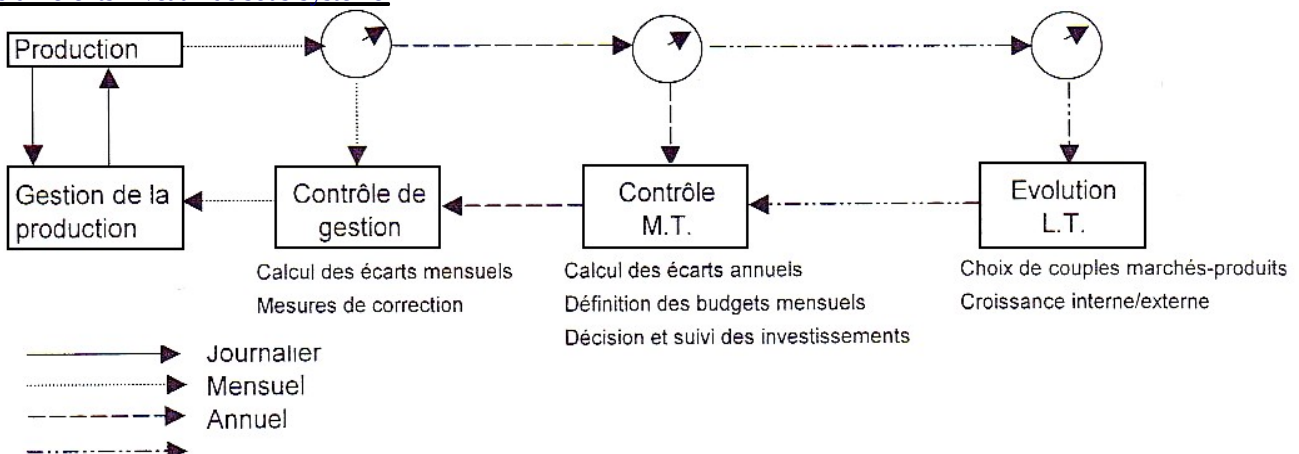 Production
Gestion de la
production
Contrôle de
gestion
Contrôle
M.T.
Evolution
L.T.
Calcul des écarts mensuels
Mesures de correction
Calcul des écarts annuels
Définition des budgets mensuels
Décision et suivi des investissements
Choix de couples marchés-produits
Croissance interne/externe
Journalier
Mensuel
Annuel